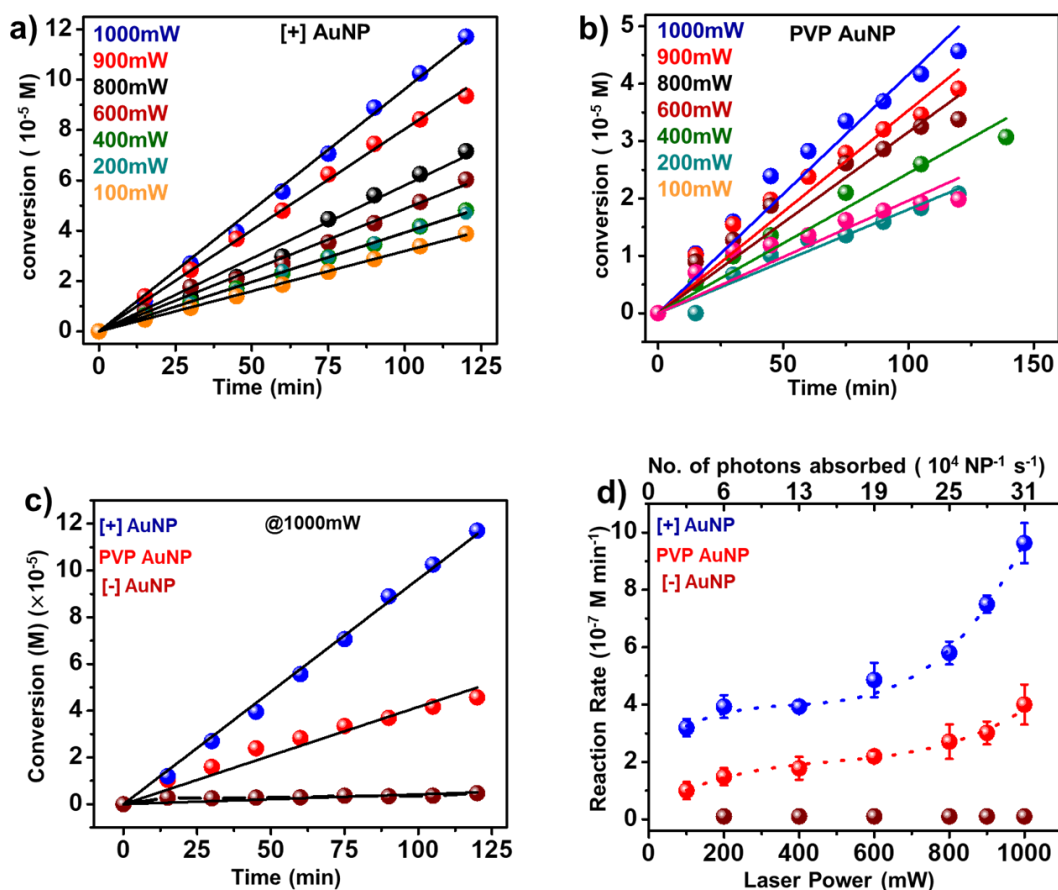 a)
1000mW
900mW
800mW
600mW
400mW
200mW
100mW
[+] AuNP
conversion ( 10⁻⁵ M)
12
10
8
6
4
2
0
0 25 50 75 100 125
Time (min)
b)
1000mW
900mW
800mW
600mW
400mW
200mW
100mW
PVP AuNP
conversion ( 10⁻⁵ M)
5
4
3
2
1
0
0 50 100 150
Time (min)
c)
[+] AuNP
PVP AuNP
[-] AuNP
@1000mW
Conversion (M) (×10⁻⁵)
12
10
8
6
4
2
0
0 25 50 75 100 125
Time (min)
d)
No. of photons absorbed ( 10⁴ NP⁻¹ s⁻¹)
0 6 13 19 25 31
[+] AuNP
PVP AuNP
[-] AuNP
Reaction Rate (10⁻⁷ M min⁻¹)
10
8
6
4
2
0
0 200 400 600 800 1000
Laser Power (mW)